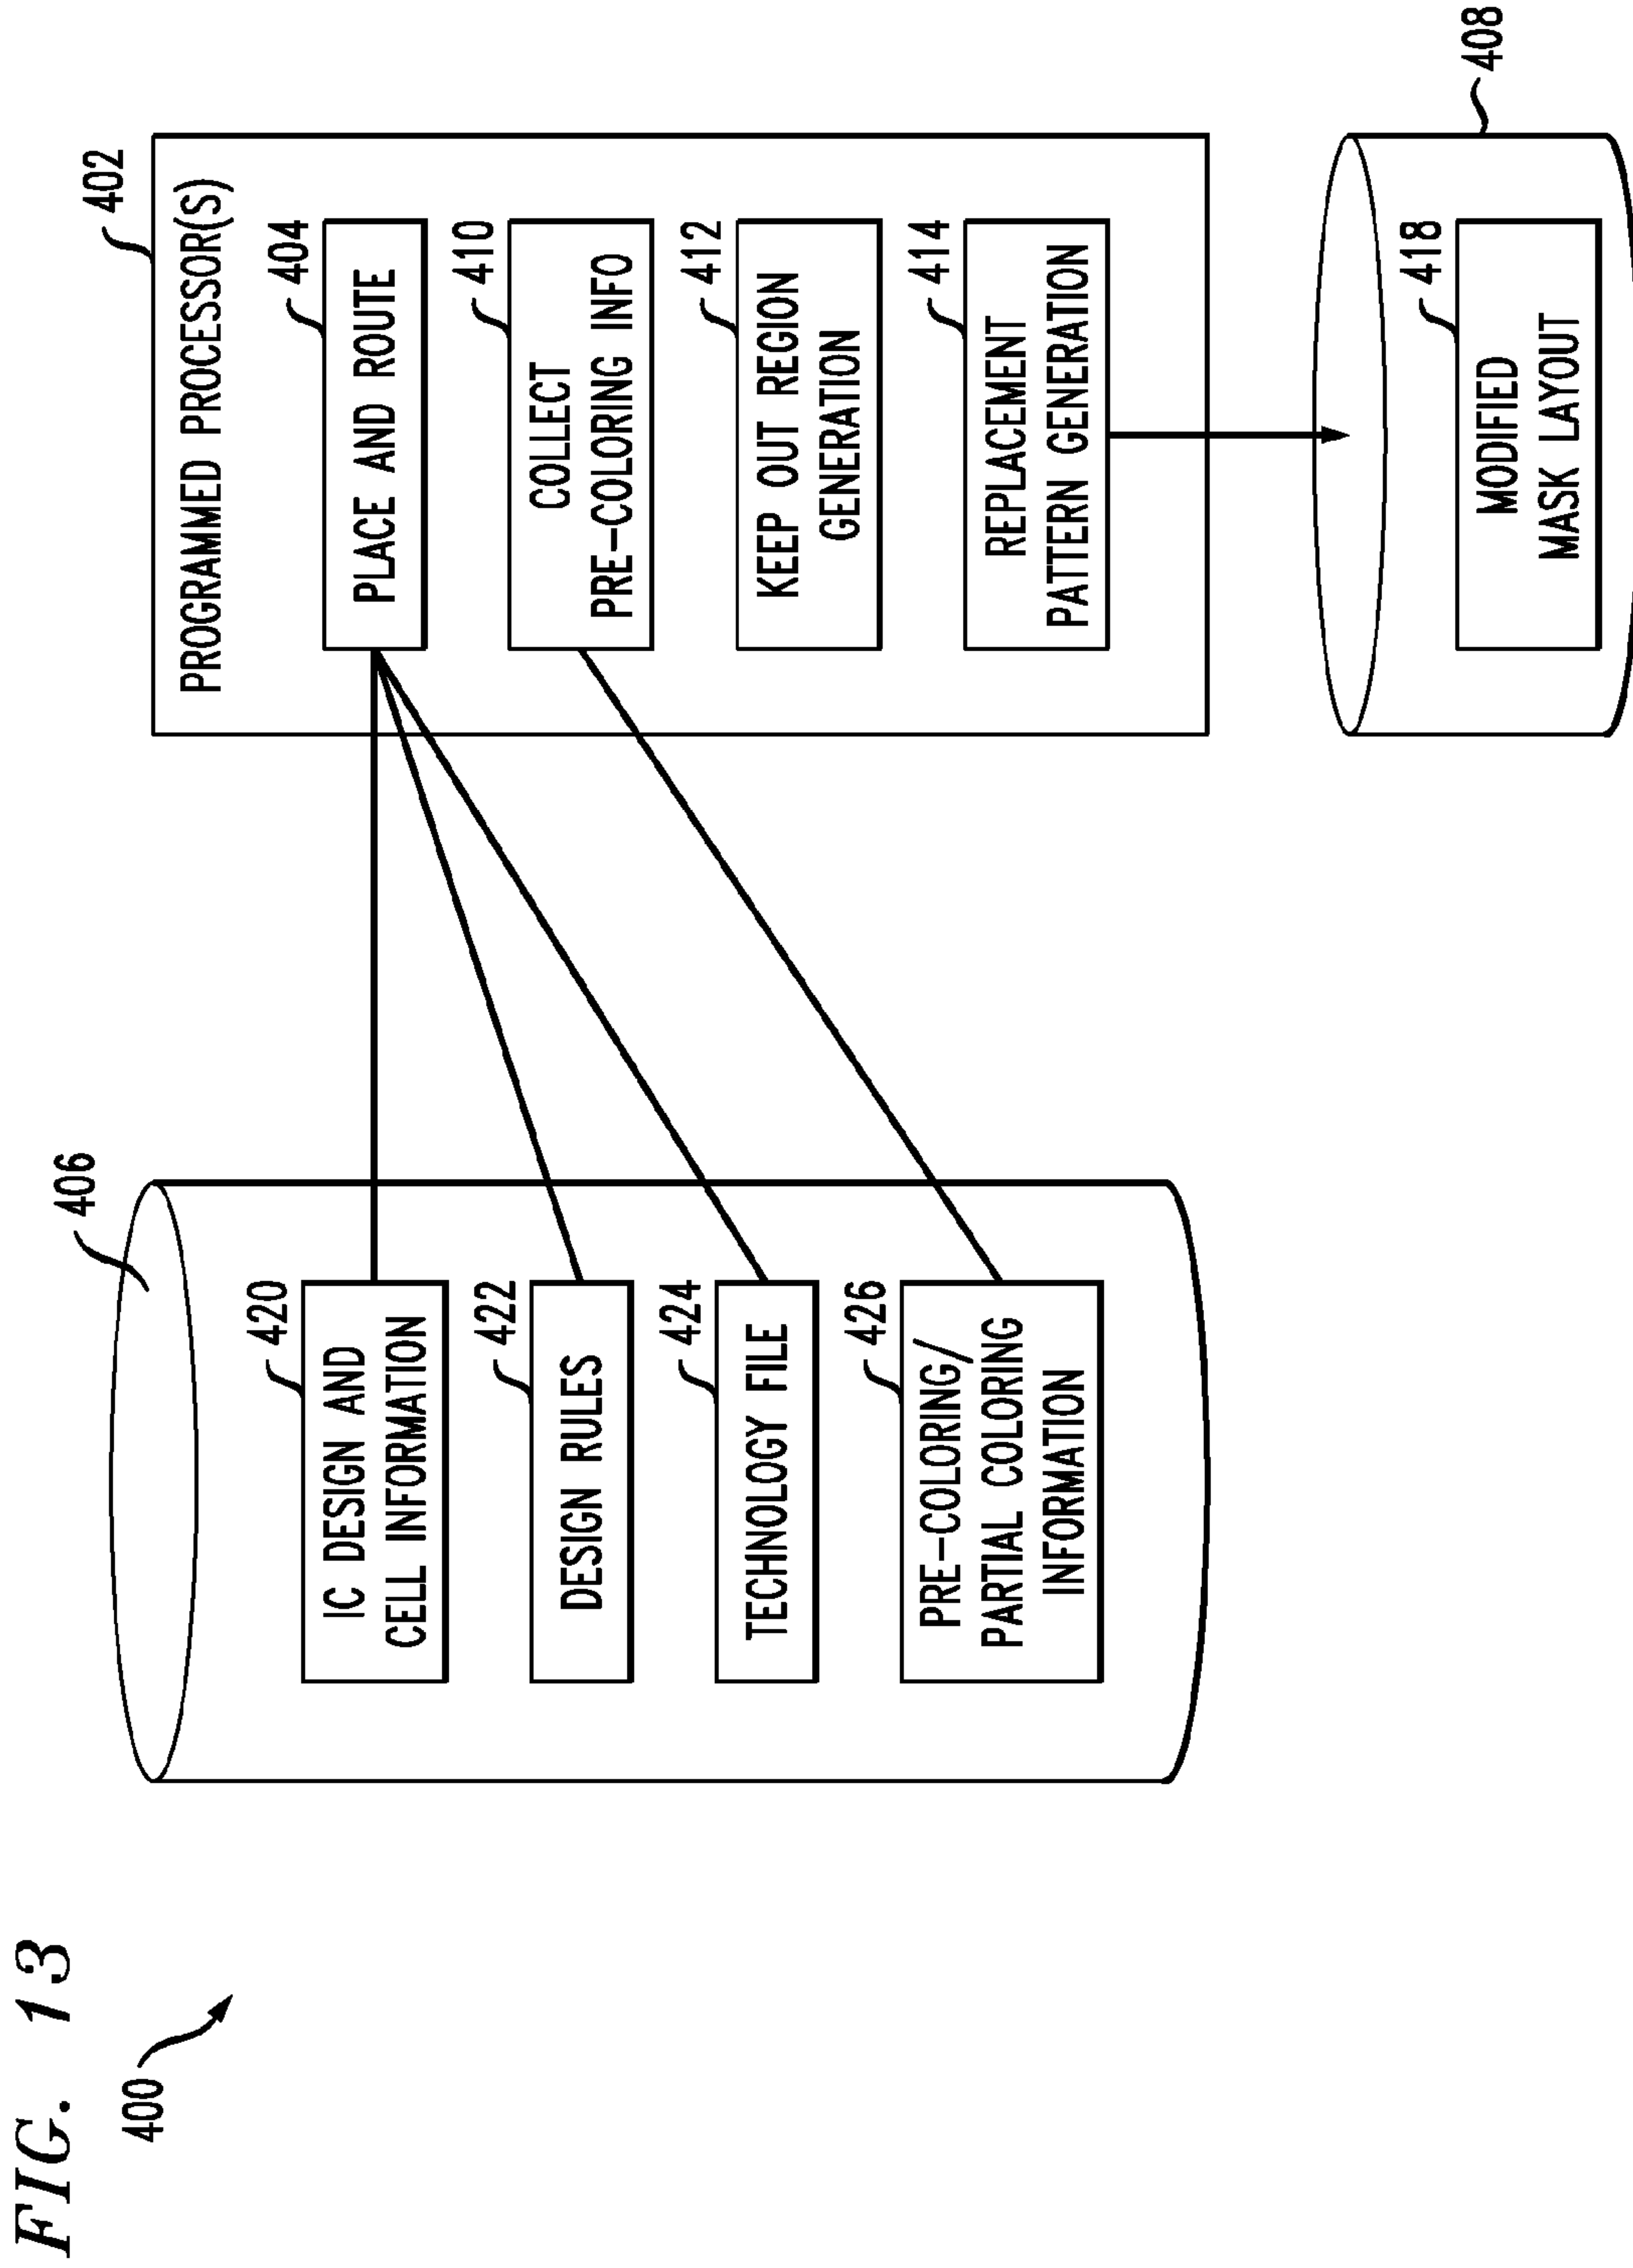 FIG. 13
400
406
420
IC DESIGN AND
CELL INFORMATION
422
DESIGN RULES
424
TECHNOLOGY FILE
426
PRE-COLORING/
PARTIAL COLORING
INFORMATION
402
PROGRAMMED PROCESSOR(S)
404
PLACE AND ROUTE
410
COLLECT
PRE-COLORING INFO
412
KEEP OUT REGION
GENERATION
414
REPLACEMENT
PATTERN GENERATION
408
418
MODIFIED
MASK LAYOUT